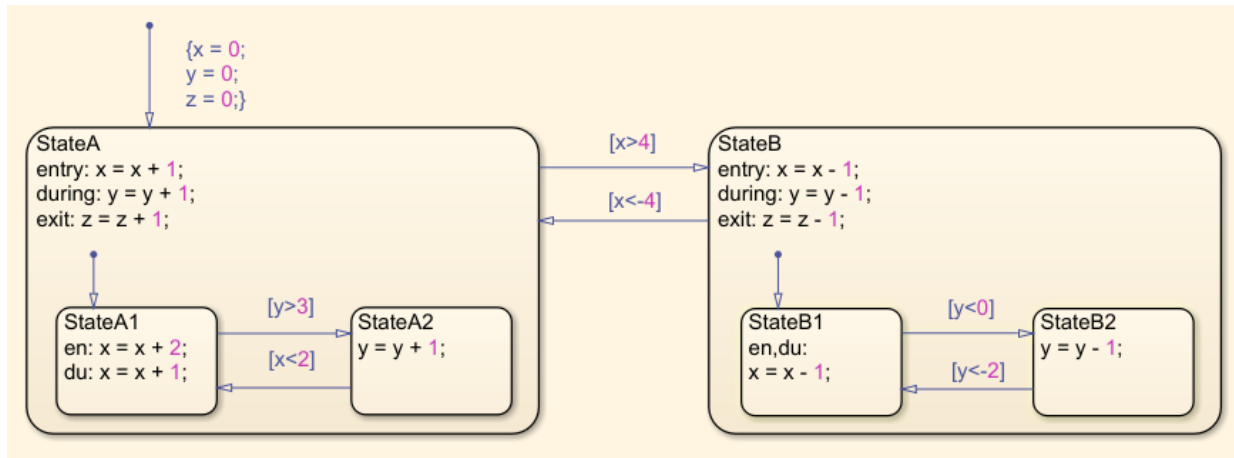 {x = 0;
y = 0;
z = 0;}
StateA
entry: x = x + 1;
during: y = y + 1;
exit: z = z + 1;
[x>4]
[x<-4]
StateB
entry: x = x - 1;
during: y = y - 1;
exit: z = z - 1;
StateA1
en: x = x + 2;
du: x = x + 1;
[y>3]
[x<2]
StateA2
y = y + 1;
StateB1
en,du:
x = x - 1;
[y<0]
[y<-2]
StateB2
y = y - 1;